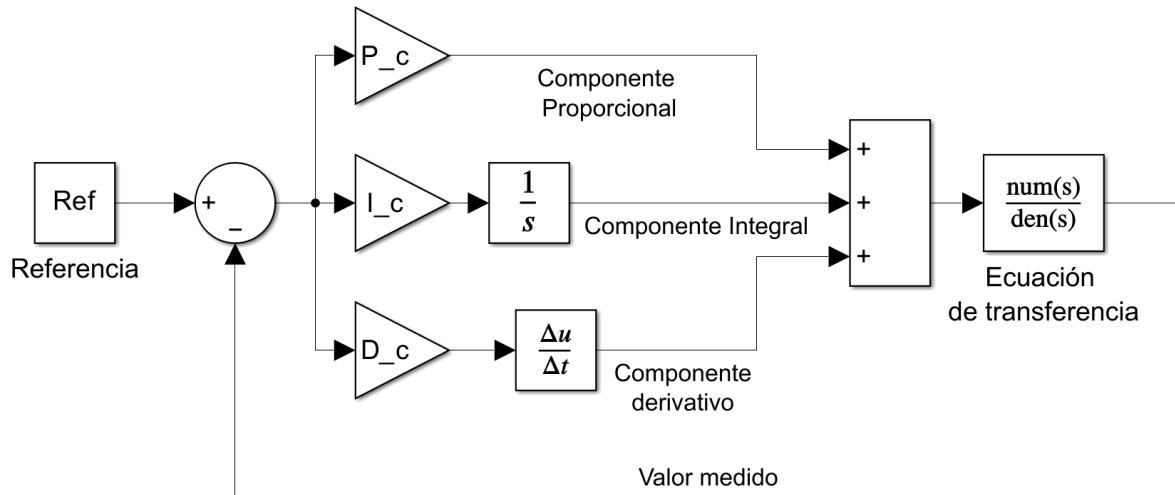 P_c
Componente
Proporcional
Ref
+
−
I_c
1
s
Componente Integral
+
+
+
num(s)
den(s)
Referencia
Ecuación
de transferencia
D_c
Δu
Δt
Componente
derivativo
Valor medido